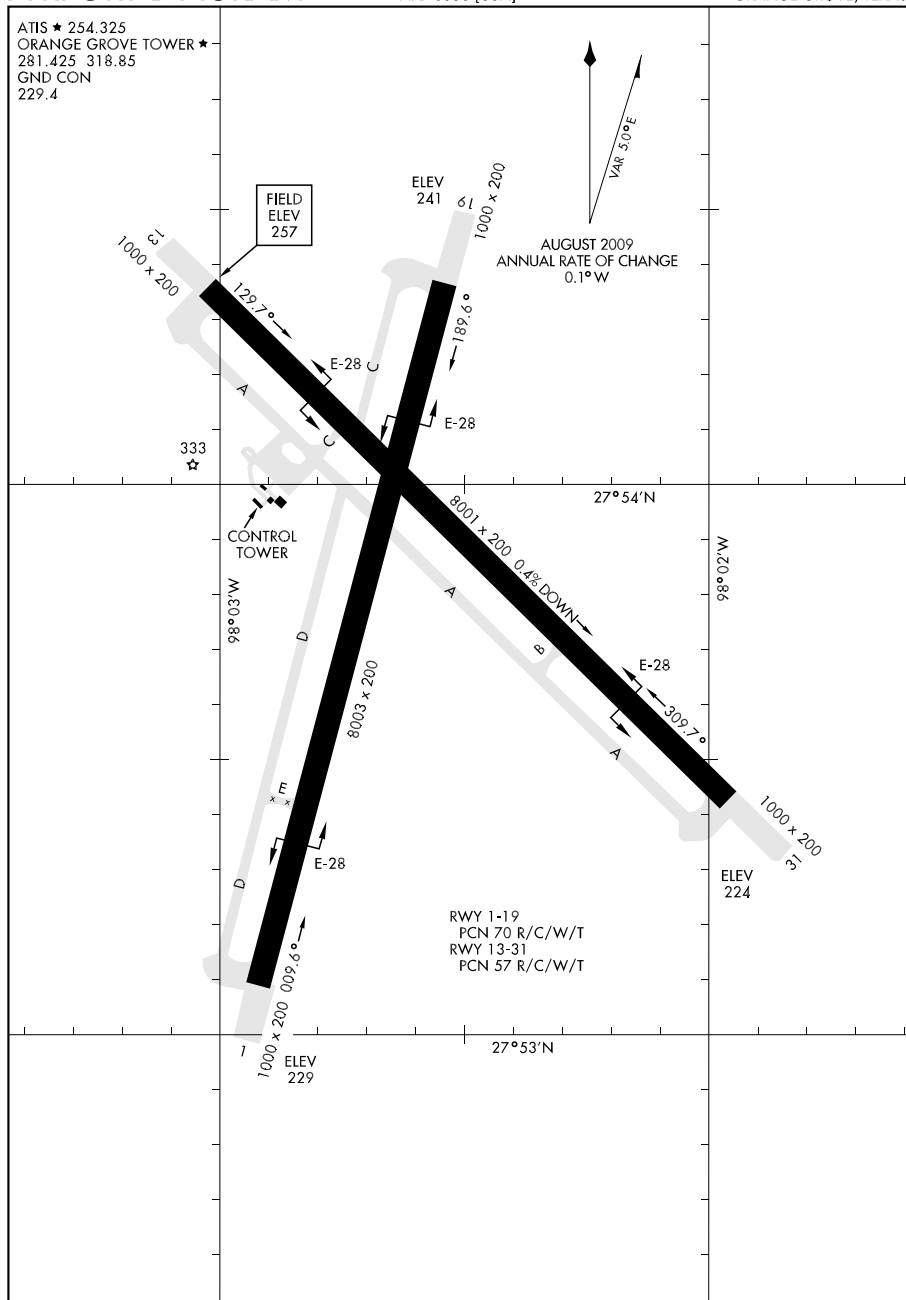 ATIS ★ 254.325
ORANGE GROVE TOWER ★
281.425 318.85
GND CON
229.4
VAR 5.0°E
AUGUST 2009
ANNUAL RATE OF CHANGE
0.1° W
FIELD
ELEV
257
ELEV
241
19
1000 x 200
13
1000 x 200
129.7°
189.6°
E-28
C
E-28
A
C
333
CONTROL
TOWER
27°54'N
98°03'W
98°02'W
8001 x 200 0.4% DOWN
A
B
D
8003 x 200
E-28
309.7°
A
E
1000 x 200
31
ELEV
224
E-28
D
RWY 1-19
PCN 70 R/C/W/T
RWY 13-31
PCN 57 R/C/W/T
009.6°
1000 x 200
1
ELEV
229
27°53'N